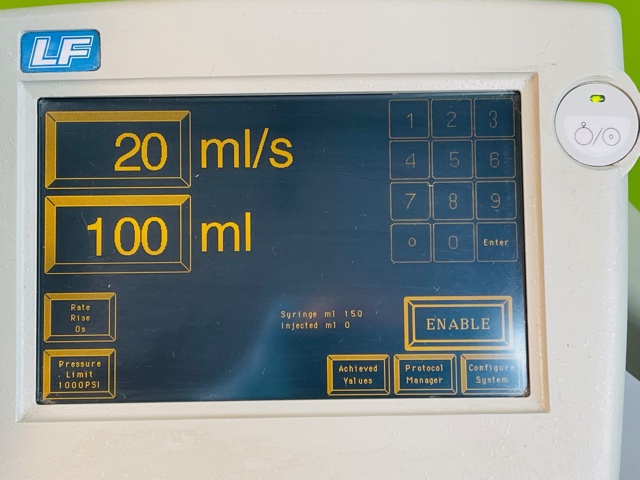 LF
20 ml/s
100 ml
1 2 3
4 5 6
7 8 9
0 Enter
Rate
Rise
0s
Syringe ml 150
Injected ml 0
ENABLE
Pressure
Limit
1000PSI
Achieved
Values
Protocol
Manager
Configure
System